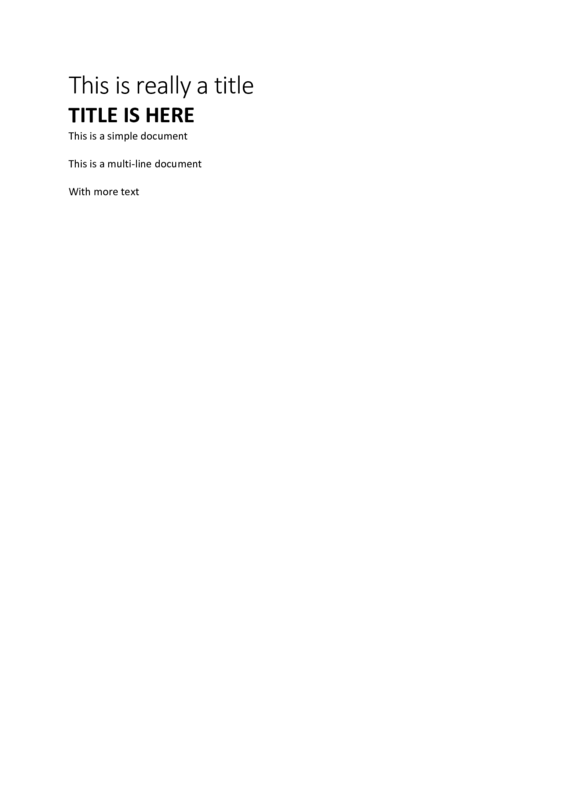 This is really a title
TITLE IS HERE
This is a simple document
This is a multi-line document
With more text